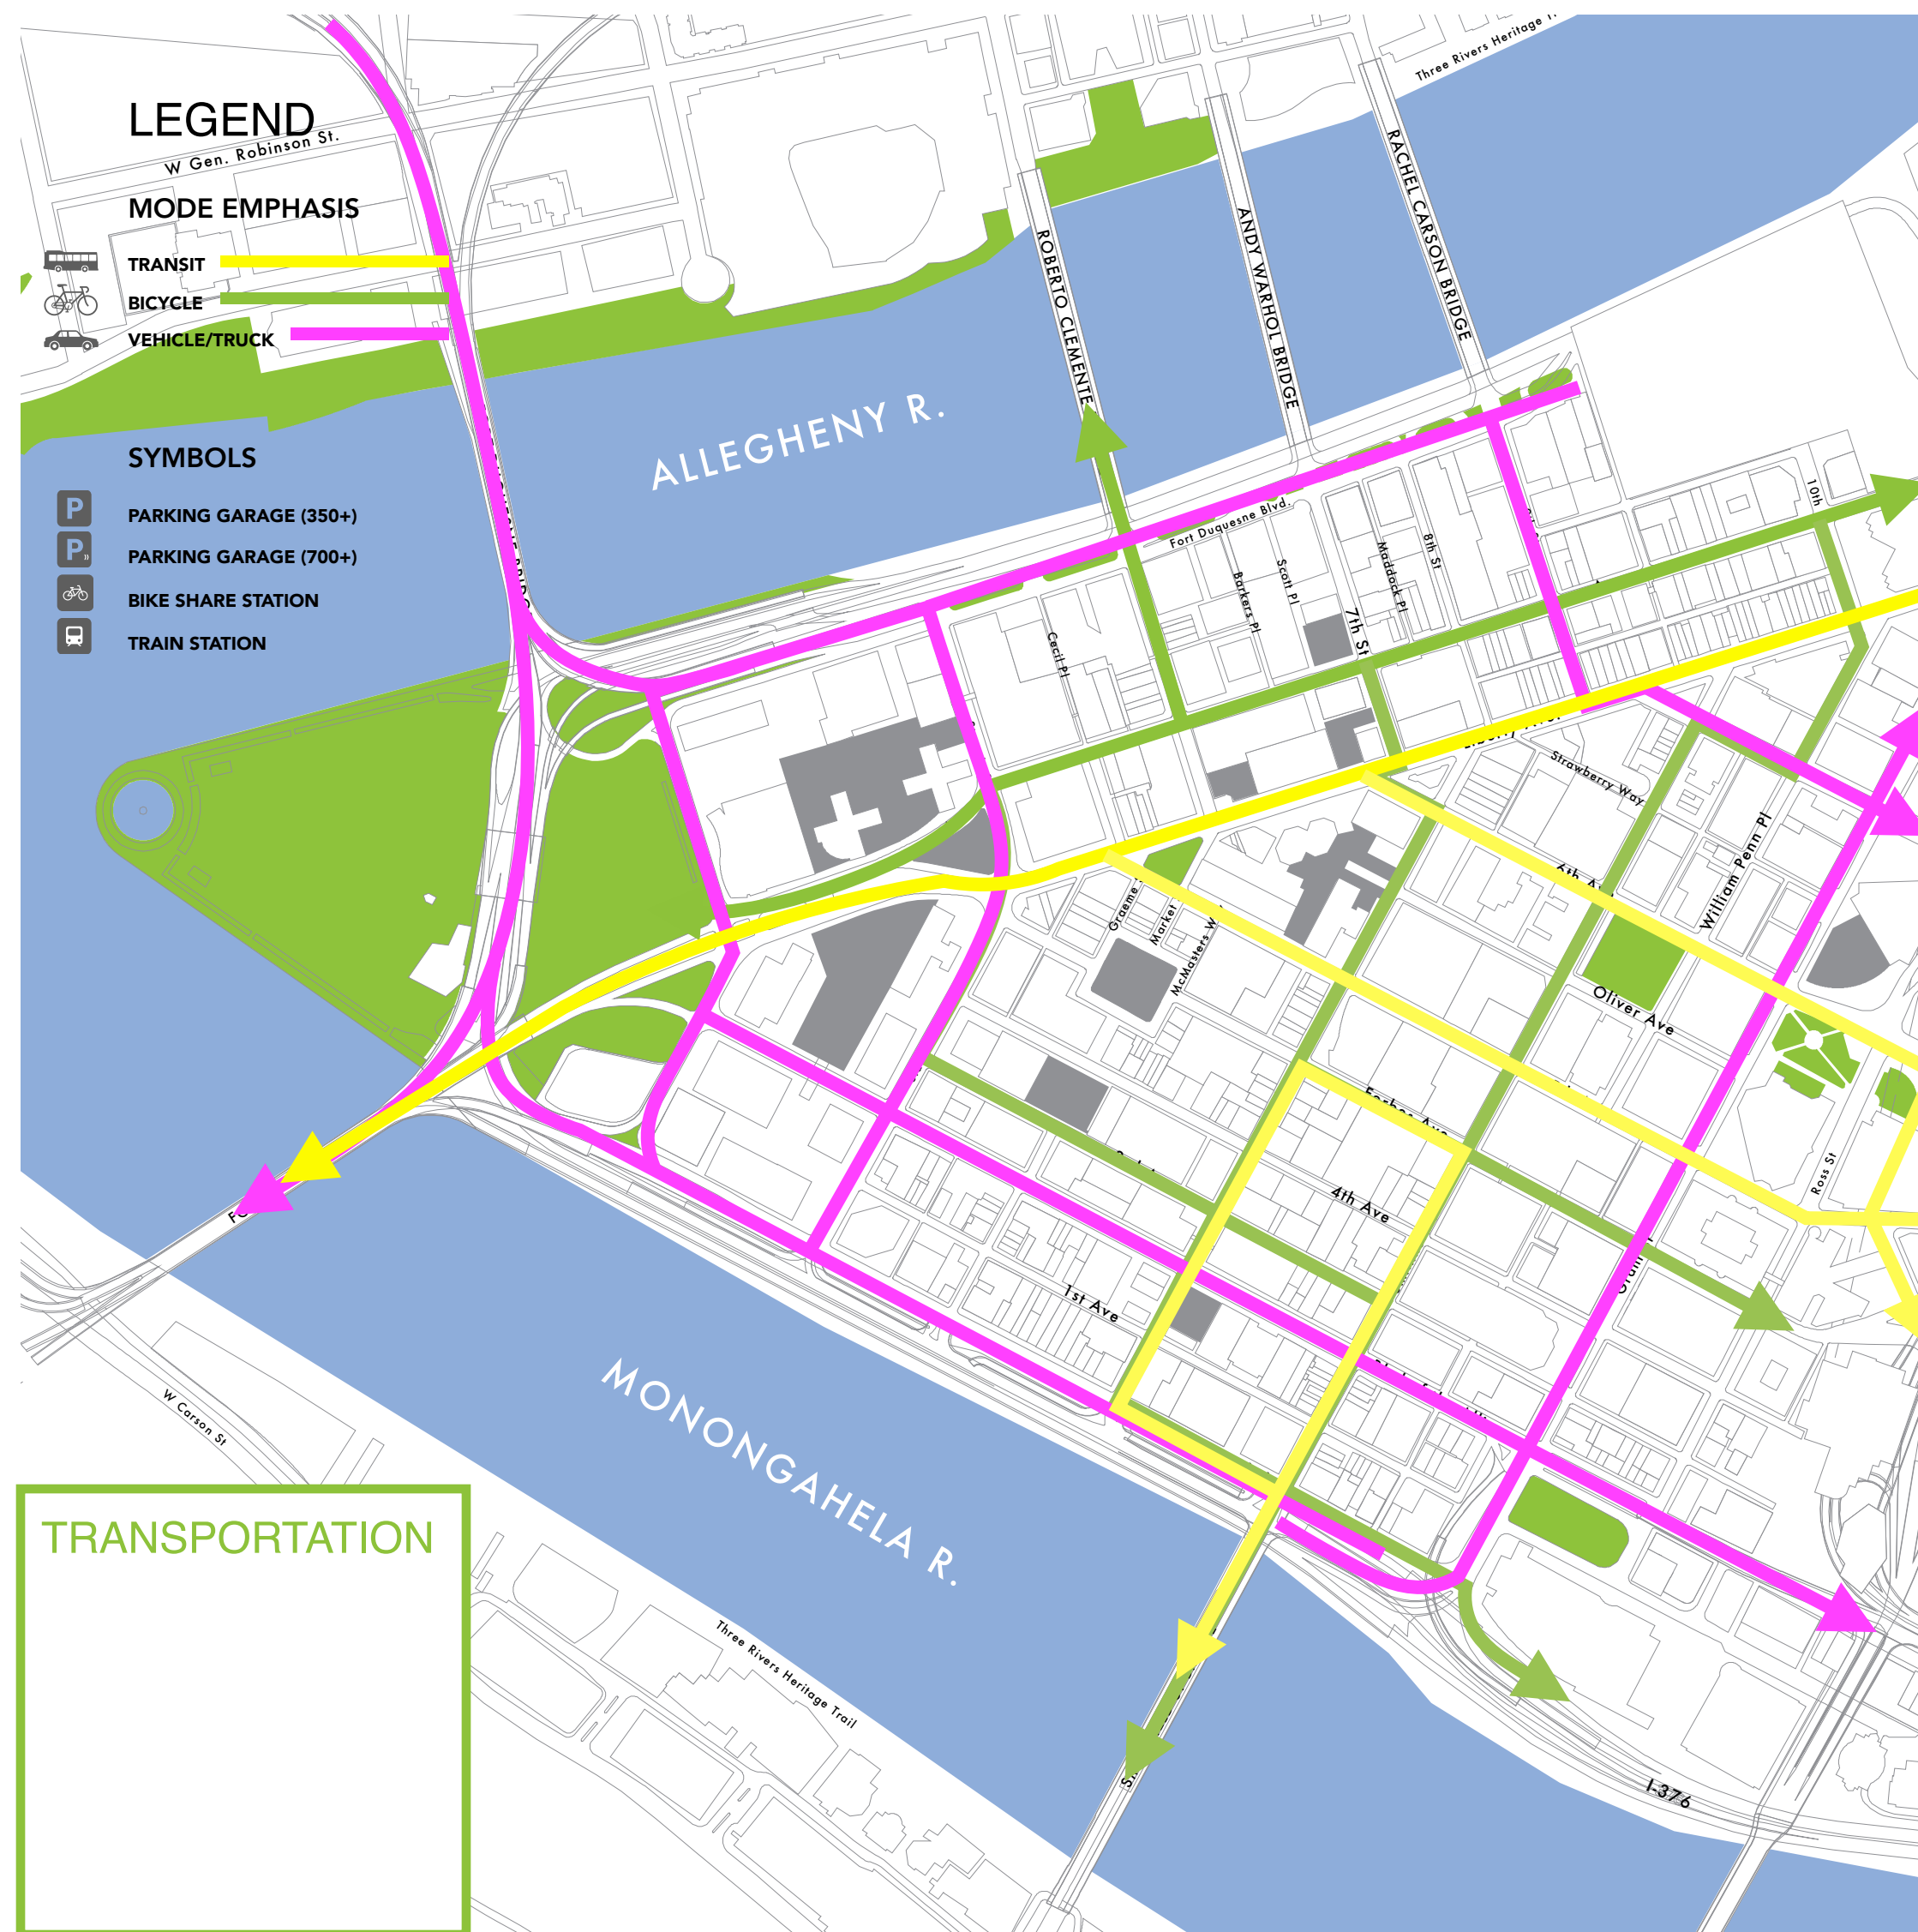 LEGEND
W Gen. Robinson St.
MODE EMPHASIS
TRANSIT
BICYCLE
VEHICLE/TRUCK
SYMBOLS
P
PARKING GARAGE (350+)
P
PARKING GARAGE (700+)
BIKE SHARE STATION
TRAIN STATION
Three Rivers Heritage
ROBERTO CLEMENTE
ANDY WARHOL BRIDGE
RACHEL CARSON BRIDGE
ALLEGHENY R.
Fort Duquesne Blvd.
Cecil Pl
Barkers Pl
Scott Pl
7th St
Maddock Pl
8th St
10th
Strawberry Way
William Penn Pl
Graeme
Market
McMasters
Oliver Ave
Ross St
4th Ave
1st Ave
MONONGAHELA R.
W Carson St
Three Rivers Heritage Trail
I-376
TRANSPORTATION